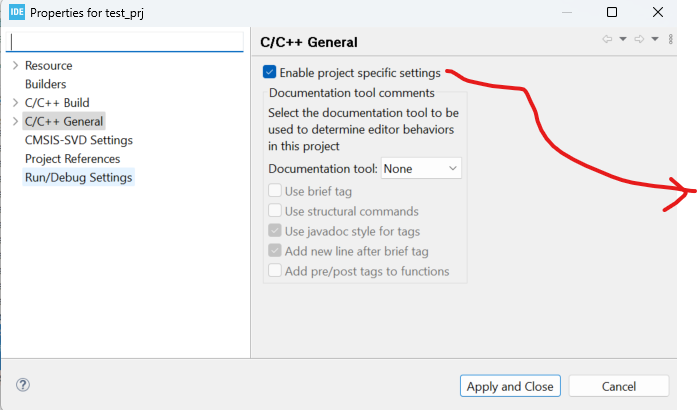 IDE Properties for test_prj
C/C++ General
Resource
Builders
C/C++ Build
C/C++ General
CMSIS-SVD Settings
Project References
Run/Debug Settings
Enable project specific settings
Documentation tool comments
Select the documentation tool to be
used to determine editor behaviors
in this project
Documentation tool: None
Use brief tag
Use structural commands
Use javadoc style for tags
Add new line after brief tag
Add pre/post tags to functions
? Apply and Close Cancel